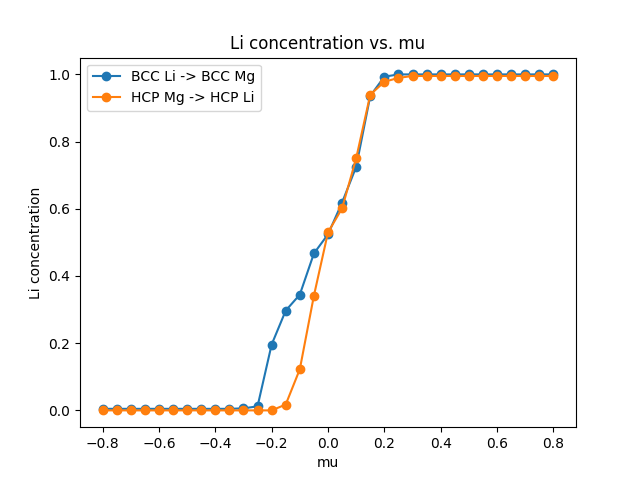 Li concentration vs. mu
BCC Li -> BCC Mg
HCP Mg -> HCP Li
1.0
0.8
0.6
0.4
0.2
0.0
Li concentration
−0.8 −0.6 −0.4 −0.2 0.0 0.2 0.4 0.6 0.8
mu